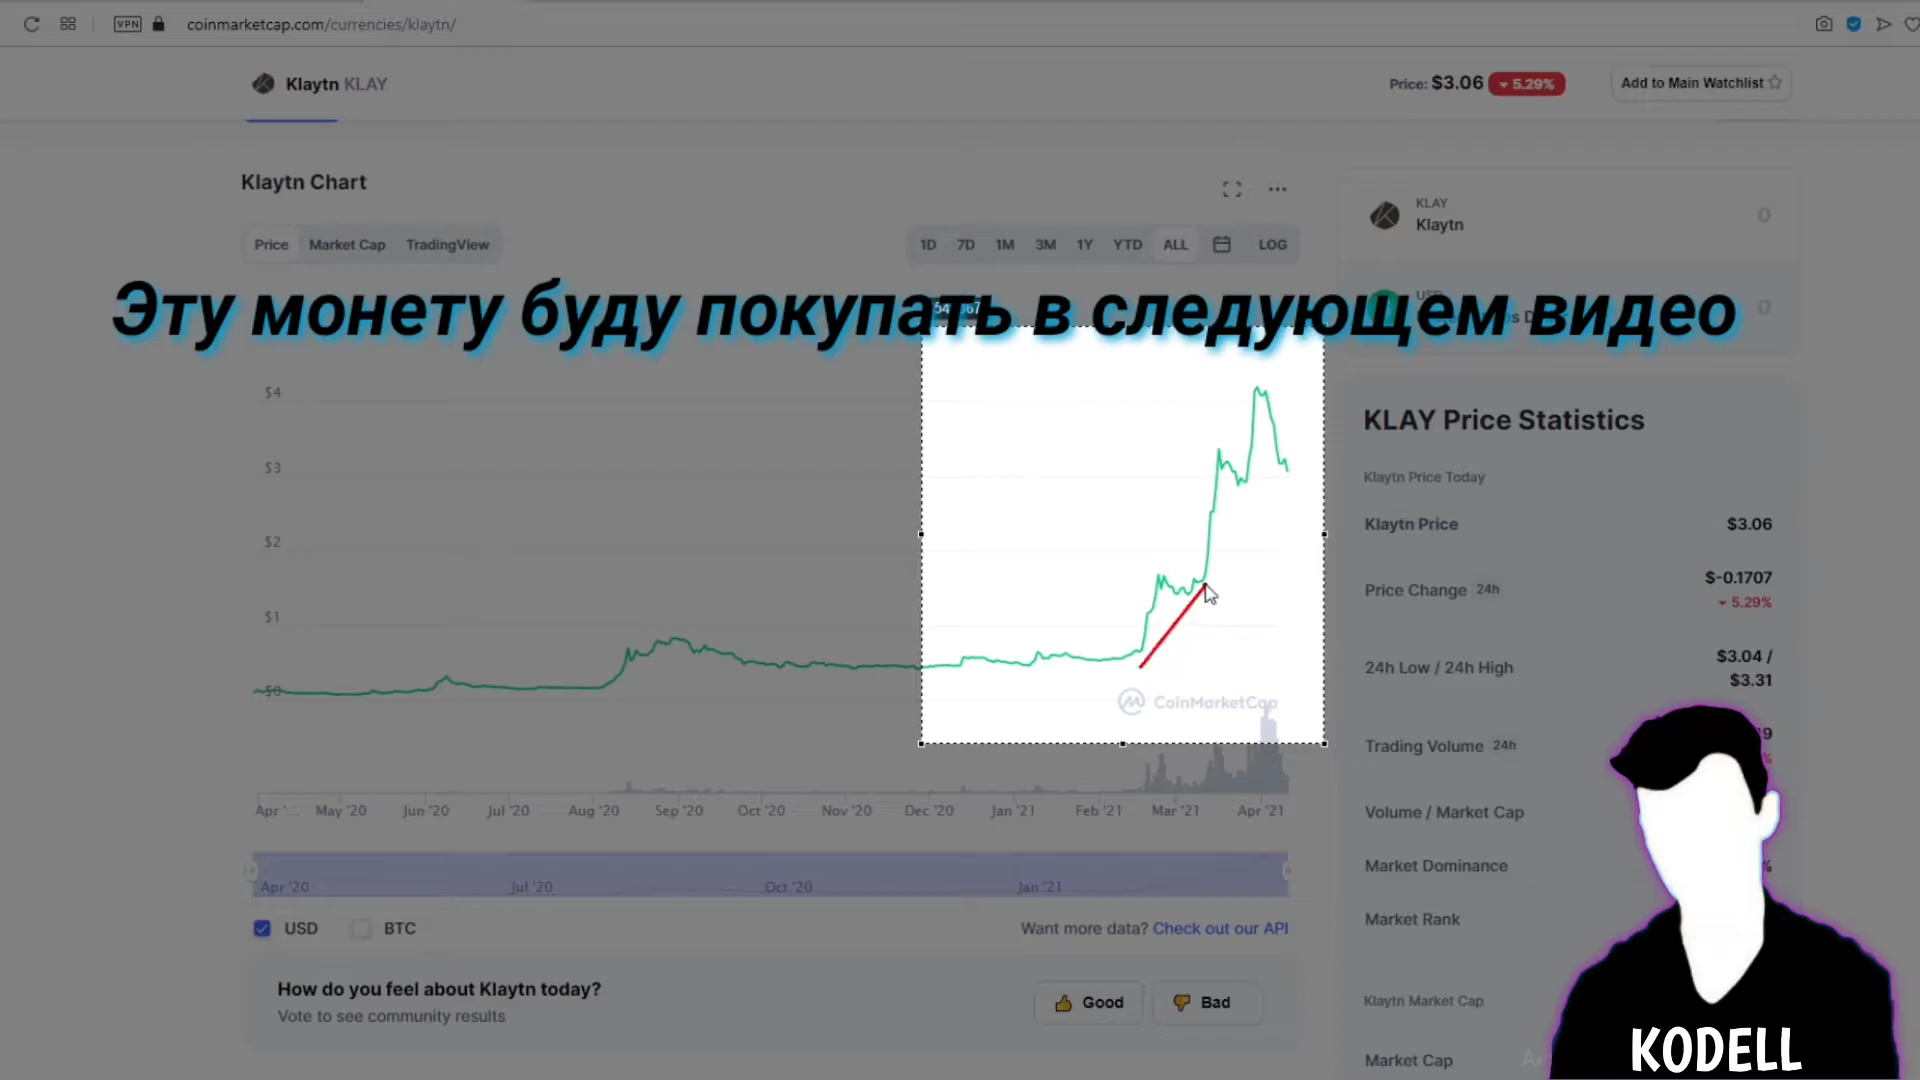 VPN
coinmarketcap.com/currencies/klaytn/
Klaytn KLAY
Price: $3.06 5.29%
Add to Main Watchlist
Klaytn Chart
Price Market Cap TradingView
1D 7D 1M 3M 1Y YTD ALL LOG
KLAY
Klaytn
0
Эту монету буду покупать в следующем видео
0
$4
$3
$2
$1
$0
CoinMarketCap
Apr May '20 Jun '20 Jul '20 Aug '20 Sep '20 Oct '20 Nov '20 Dec '20 Jan '21 Feb '21 Mar '21 Apr '21
Apr '20 Jul '20 Oct '20 Jan '21
USD BTC
Want more data? Check out our API
How do you feel about Klaytn today?
Vote to see community results
Good Bad
KLAY Price Statistics
Klaytn Price Today
Klaytn Price $3.06
Price Change 24h $-0.1707
5.29%
24h Low / 24h High $3.04 /
$3.31
Trading Volume 24h
Volume / Market Cap
Market Dominance
%
Market Rank
Klaytn Market Cap
Market Cap
KODELL